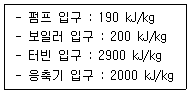 - 펌프 입구 : 190 kJ/kg
- 보일러 입구 : 200 kJ/kg
- 터빈 입구 : 2900 kJ/kg
- 응축기 입구 : 2000 kJ/kg